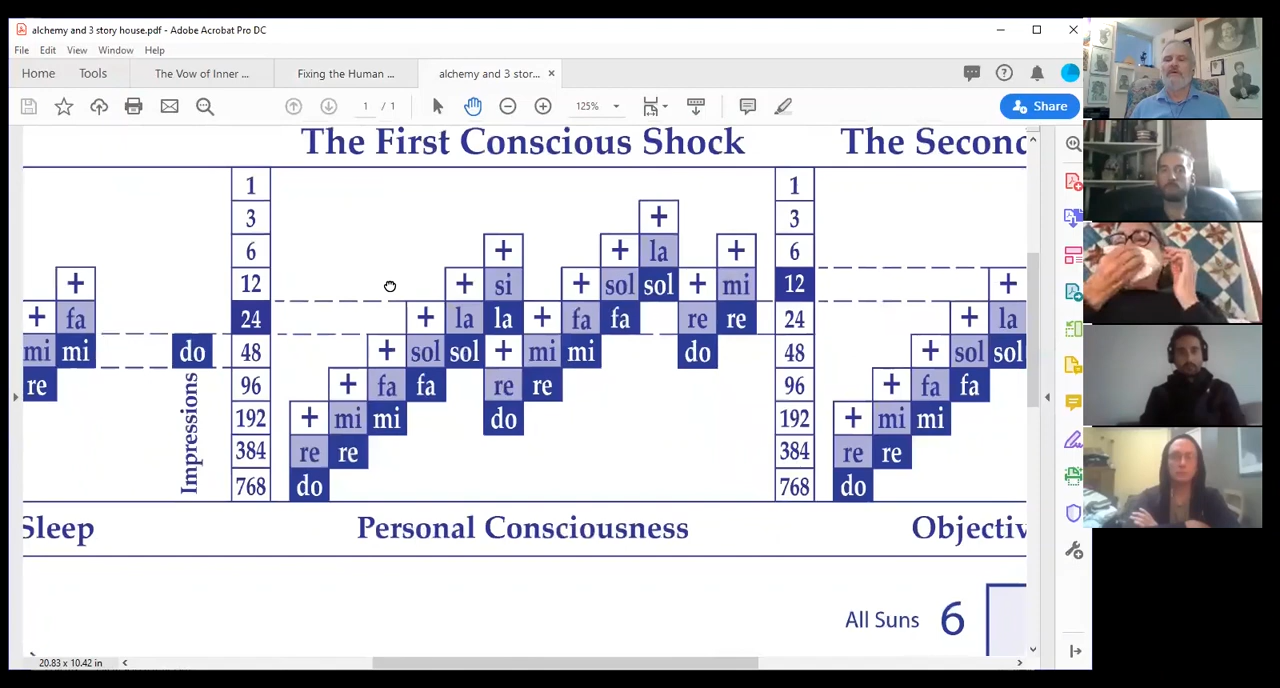 alchemy and 3 story house.pdf - Adobe Acrobat Pro DC
File Edit View Window Help
Home Tools The Vow of Inner ... Fixing the Human ... alchemy and 3 stor... ×
1 / 1 125% Share
The First Conscious Shock The Second
1 1
3 + 3
6 + + la + 6
+ 12 + si + sol sol + mi 12 +
+ fa 24 + la la + fa fa re re 24 + la
mi mi do 48 + sol sol + mi mi do 48 + sol sol
re 96 + fa fa re re 96 + fa fa
192 + mi mi do 192 + mi mi
384 re re 384 re re
768 do 768 do
Impressions
Sleep Personal Consciousness Objectiv
All Suns 6
20.83 x 10.42 in